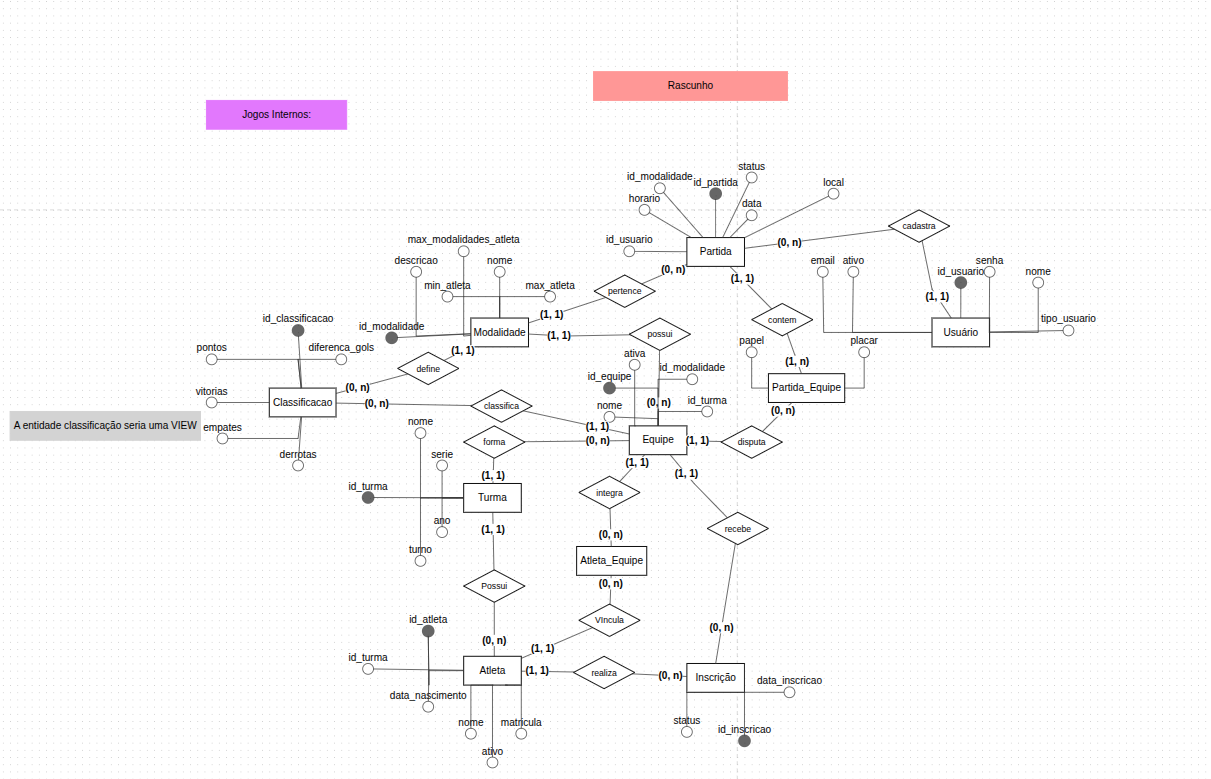 Rascunho
Jogos Internos:
status
id_modalidade
id_partida
local
horario
data
cadastra
id_usuario
Partida
(0, n)
max_modalidades_atleta
descricao
nome
(0, n)
(1, 1)
email
ativo
senha
id_usuario
nome
min_atleta
max_atleta
pertence
(1, 1)
id_classificacao
id_modalidade
(1, 1)
contem
tipo_usuario
Modalidade
(1, 1)
possui
Usuário
pontos
diferenca_gols
(1, 1)
ativa
papel
placar
define
id_equipe
id_modalidade
(1, n)
vitorias
(0, n)
Partida_Equipe
Classificacao
(0, n)
classifica
nome
(0, n)
id_turma
(0, n)
A entidade classificação seria uma VIEW
empates
nome
(1, 1)
forma
(0, n)
Equipe
(1, 1)
disputa
derrotas
serie
(1, 1)
(1, 1)
(1, 1)
id_turma
Turma
integra
ano
(1, 1)
(0, n)
recebe
turno
Atleta_Equipe
Possui
(0, n)
id_atleta
VIncula
(0, n)
(0, n)
(1, 1)
id_turma
Atleta
(1, 1)
realiza
(0, n)
Inscrição
data_inscricao
data_nascimento
nome
matricula
status
id_inscricao
ativo